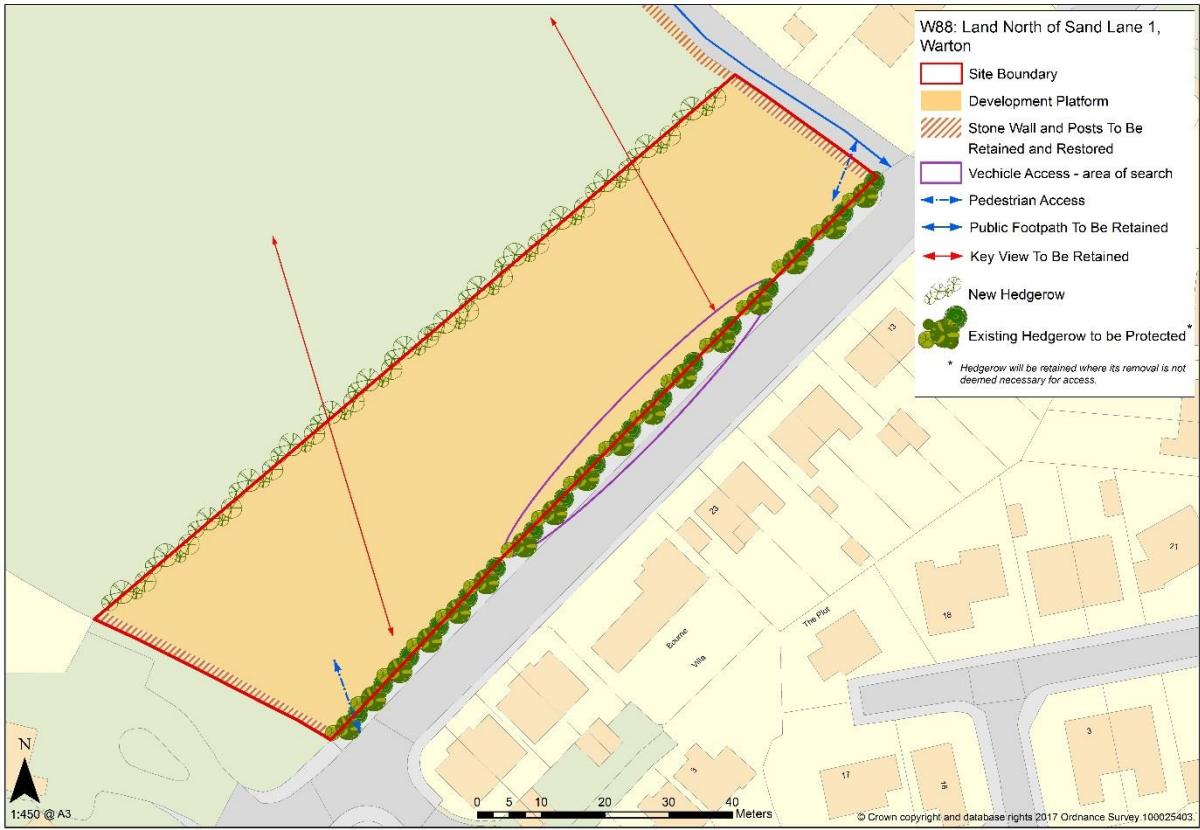 W88: Land North of Sand Lane 1,
Warton
Site Boundary
Development Platform
Stone Wall and Posts To Be
Retained and Restored
Vechicle Access - area of search
Pedestrian Access
Public Footpath To Be Retained
Key View To Be Retained
New Hedgerow
Existing Hedgerow to be Protected*
* Hedgerow will be retained where its removal is not
deemed necessary for access.
13
23
21
18
The Plot
Bourne
Villa
3
3
17
16
N
1:450 @ A3
0 5 10 20 30 40
Meters
© Crown copyright and database rights 2017 Ordnance Survey.100025403.